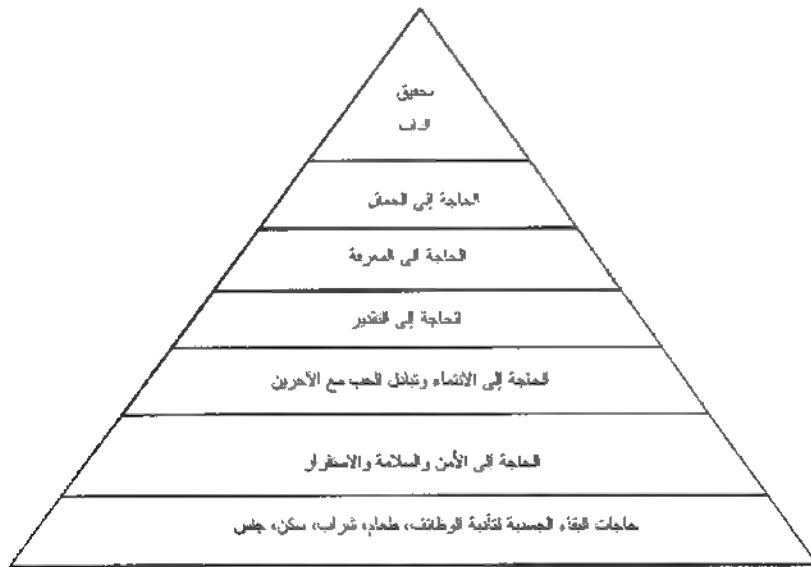 تحقيق
الذات
الحاجة إلى الجمال
الحاجة الى المعرفة
الحاجة إلى التقدير
الحاجة إلى الانتماء وتبادل الحب مع الآخرين
الحاجة إلى الأمن والسلامة والاستقرار
حاجات البقاء الجسدية لتأدية الوظائف، طعام، شراب، سكن، جنس